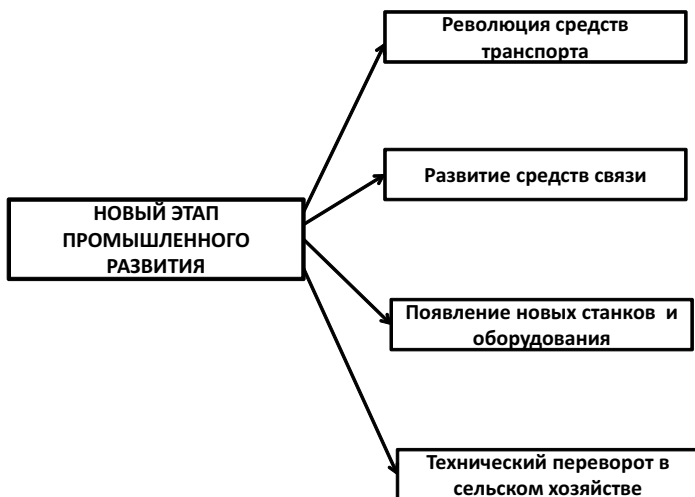 Революция средств
транспорта
Развитие средств связи
НОВЫЙ ЭТАП
ПРОМЫШЛЕННОГО
РАЗВИТИЯ
Появление новых станков и
оборудования
Технический переворот в
сельском хозяйстве